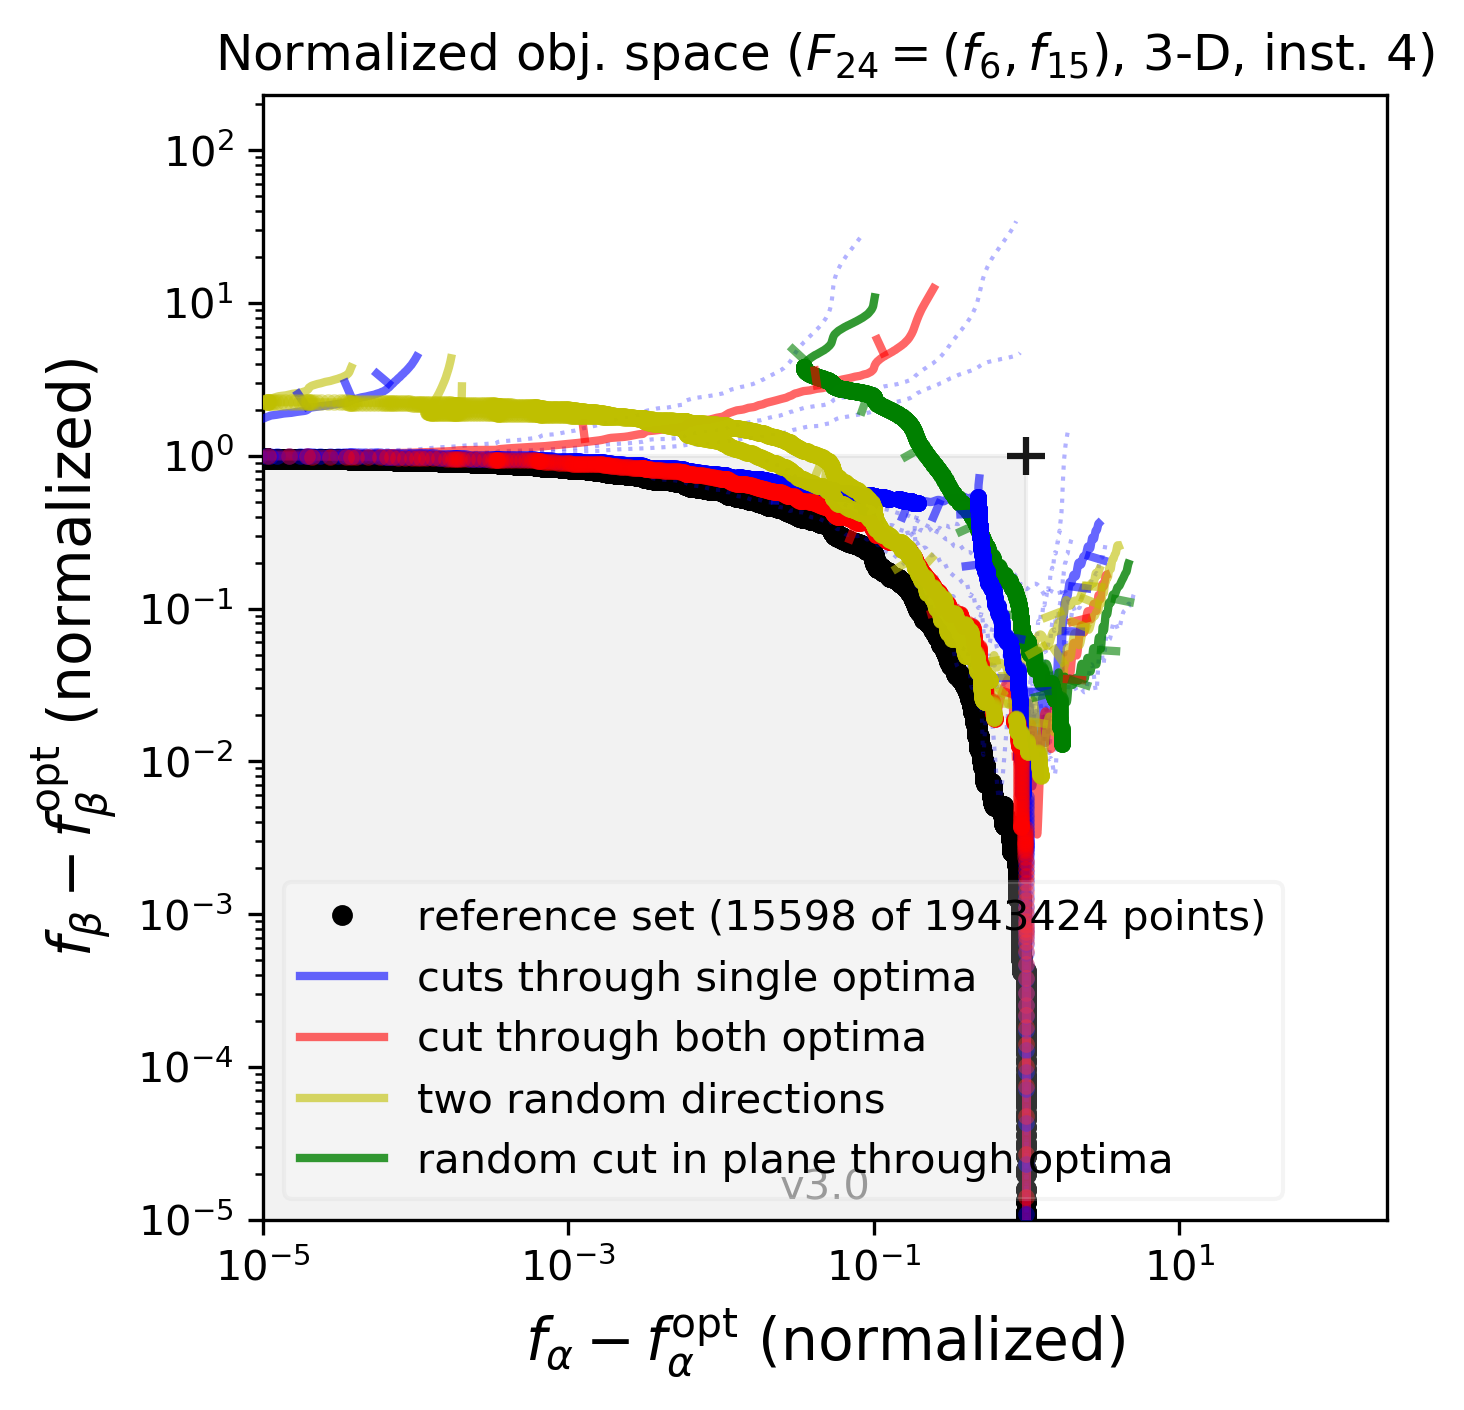 Normalized obj. space (F₂₄ = (f₆, f₁₅), 3-D, inst. 4)
10²
10¹
10⁰
10⁻¹
10⁻²
10⁻³
10⁻⁴
10⁻⁵
f_β − f_β^opt (normalized)
reference set (15598 of 1943424 points)
cuts through single optima
cut through both optima
two random directions
random cut in plane through optima
v3.0
10⁻⁵ 10⁻³ 10⁻¹ 10¹
f_α − f_α^opt (normalized)